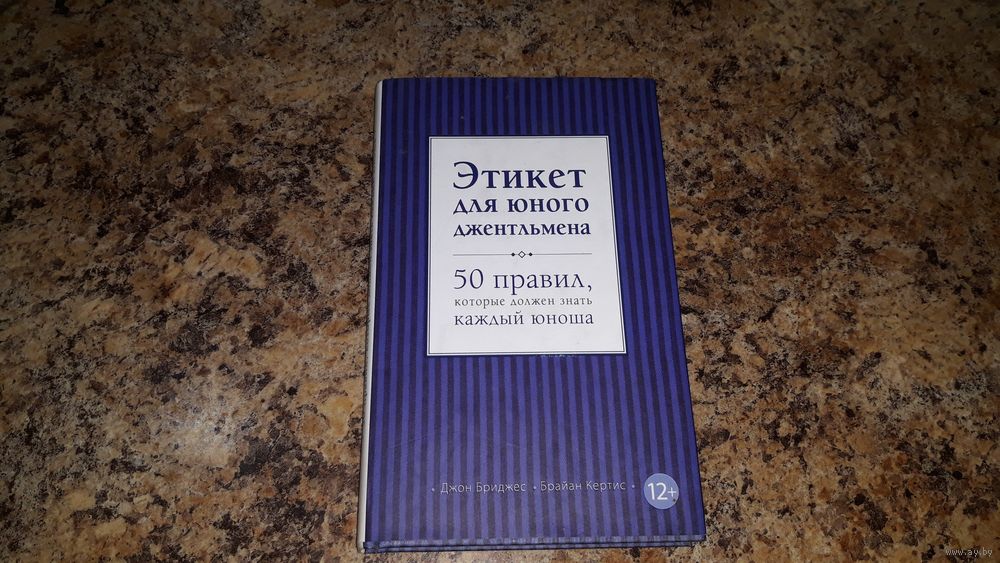 Этикет
для юного
джентльмена
50 правил,
которые должен знать
каждый юноша
• Джон Бриджес • Брайан Кертис •
12+
www.ay.by